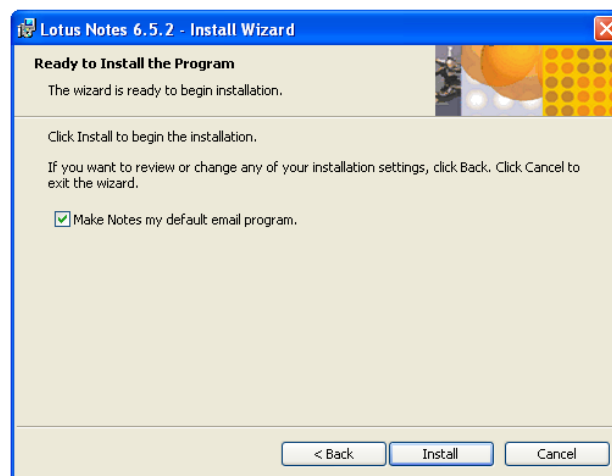 Lotus Notes 6.5.2 - Install Wizard
Ready to Install the Program
The wizard is ready to begin installation.
Click Install to begin the installation.
If you want to review or change any of your installation settings, click Back. Click Cancel to
exit the wizard.
Make Notes my default email program.
< Back
Install
Cancel